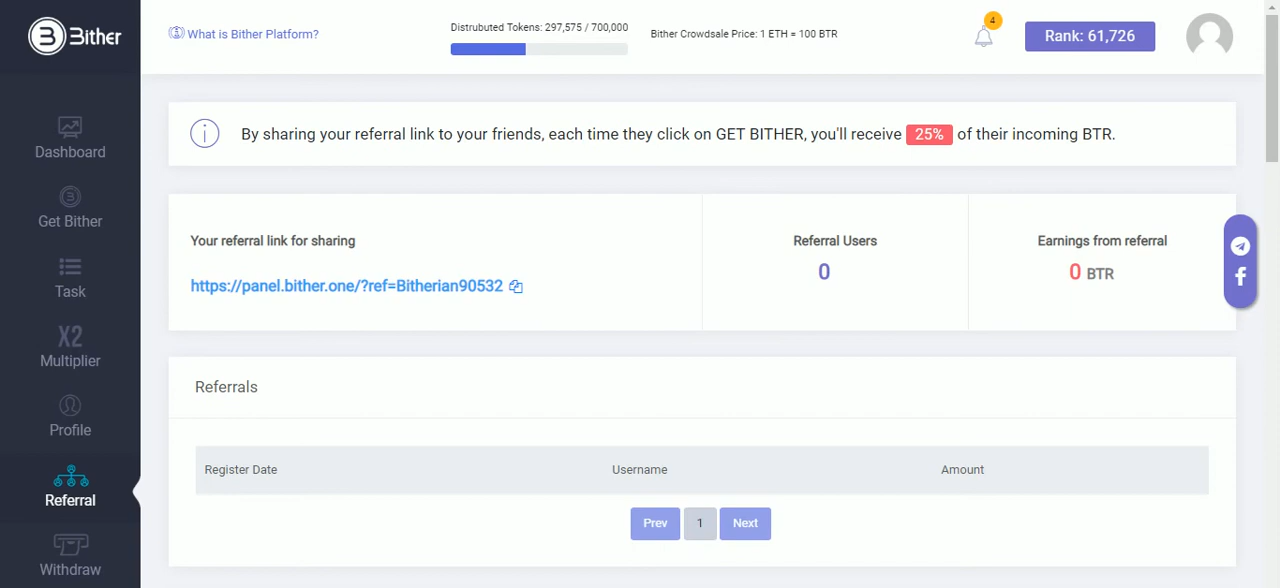 Bither
What is Bither Platform?
Distrubuted Tokens: 297,575 / 700,000
Bither Crowdsale Price: 1 ETH = 100 BTR
4
Rank: 61,726
Dashboard
Get Bither
Task
X2
Multiplier
Profile
Referral
Withdraw
By sharing your referral link to your friends, each time they click on GET BITHER, you'll receive 25% of their incoming BTR.
Your referral link for sharing
https://panel.bither.one/?ref=Bitherian90532
Referral Users
0
Earnings from referral
0 BTR
Referrals
Register Date Username Amount
Prev 1 Next